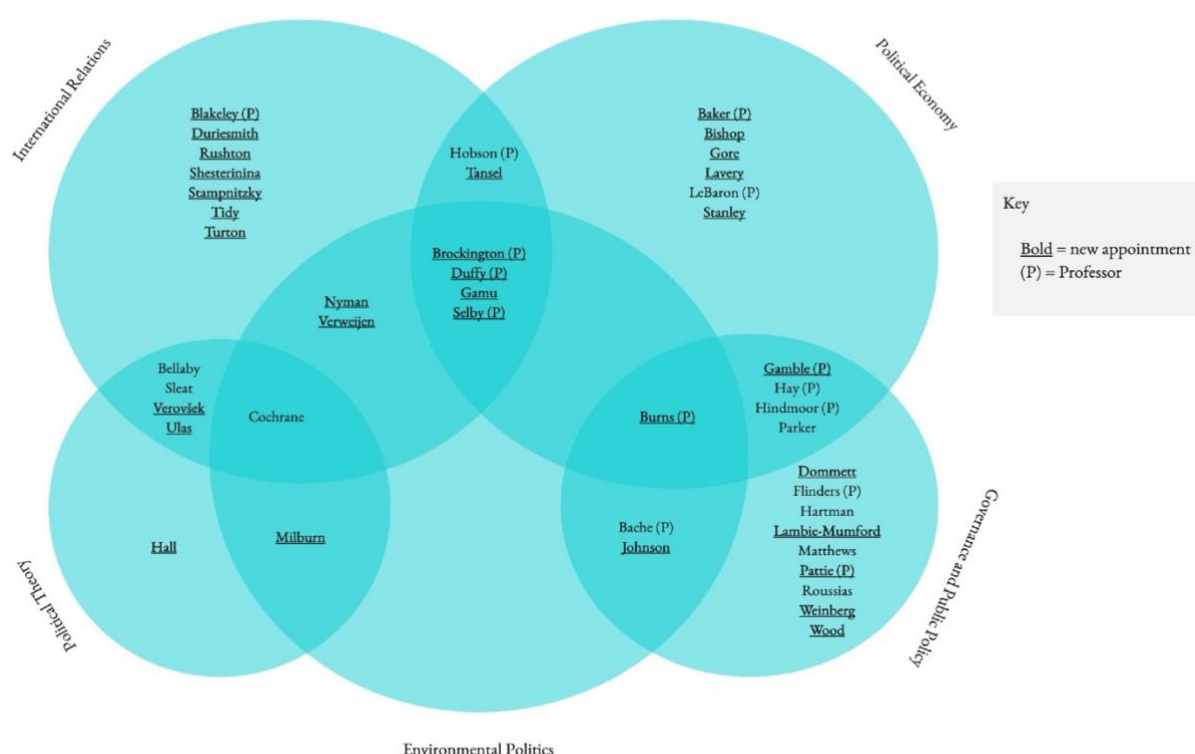 International Relations
Political Economy
Blakeley (P)
Duriesmith
Rushton
Shesterinina
Stampnitzky
Tidy
Turton
Hobson (P)
Tansel
Baker (P)
Bishop
Gore
Lavery
LeBaron (P)
Stanley
Key
Bold = new appointment
(P) = Professor
Brockington (P)
Duffy (P)
Gamu
Selby (P)
Nyman
Verweijen
Bellaby
Sleat
Verovšek
Ulas
Cochrane
Burns (P)
Gamble (P)
Hay (P)
Hindmoor (P)
Parker
Dommett
Flinders (P)
Hartman
Lambie-Mumford
Matthews
Pattie (P)
Roussias
Weinberg
Wood
Bache (P)
Johnson
Hall
Milburn
Political Theory
Governance and Public Policy
Environmental Politics